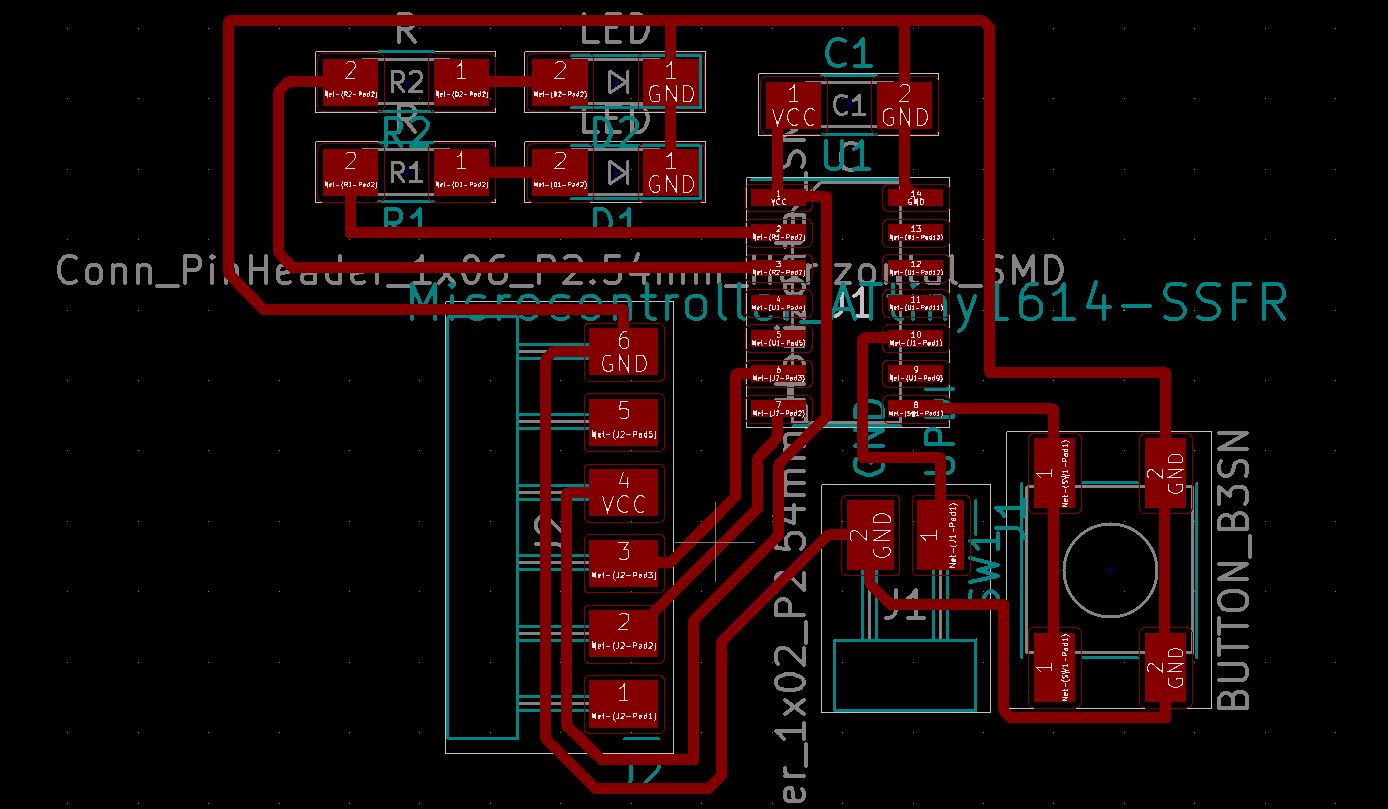 R LED
2 R2 1 2 1 GND
Net-(R2-Pad2) Net-(D2-Pad2) Net-(D2-Pad2)
R LED
R2 D2
2 R1 1 2 1 GND
Net-(R1-Pad2) Net-(D1-Pad2) Net-(D1-Pad2)
R1 D1
C1
1 VCC C1 2 GND
C
U1
1 VCC 14 GND
2 Net-(R1-Pad2) 13 Net-(U1-Pad13)
3 Net-(R2-Pad2) 12 Net-(U1-Pad12)
Conn_PinHeader_1x06_P2.54mm_Horizontal_SMD
Microcontroller_ATtiny1614-SSFR
U1
4 Net-(U1-Pad4) 11 Net-(U1-Pad11)
5 Net-(U1-Pad5) 10 Net-(J1-Pad1)
6 Net-(J2-Pad3) 9 Net-(U1-Pad9)
7 Net-(J2-Pad2) 8 Net-(SW1-Pad1)
6 GND
5 Net-(J2-Pad5)
4 VCC
3 Net-(J2-Pad3)
2 Net-(J2-Pad2)
1 Net-(J2-Pad1)
J2
er_1x02_P2.54mm
GND
2 GND
1 Net-(J1-Pad1)
J1
J1
SW1
1 Net-(SW1-Pad1)
2 GND
1 Net-(SW1-Pad1)
2 GND
BUTTON_B3SN